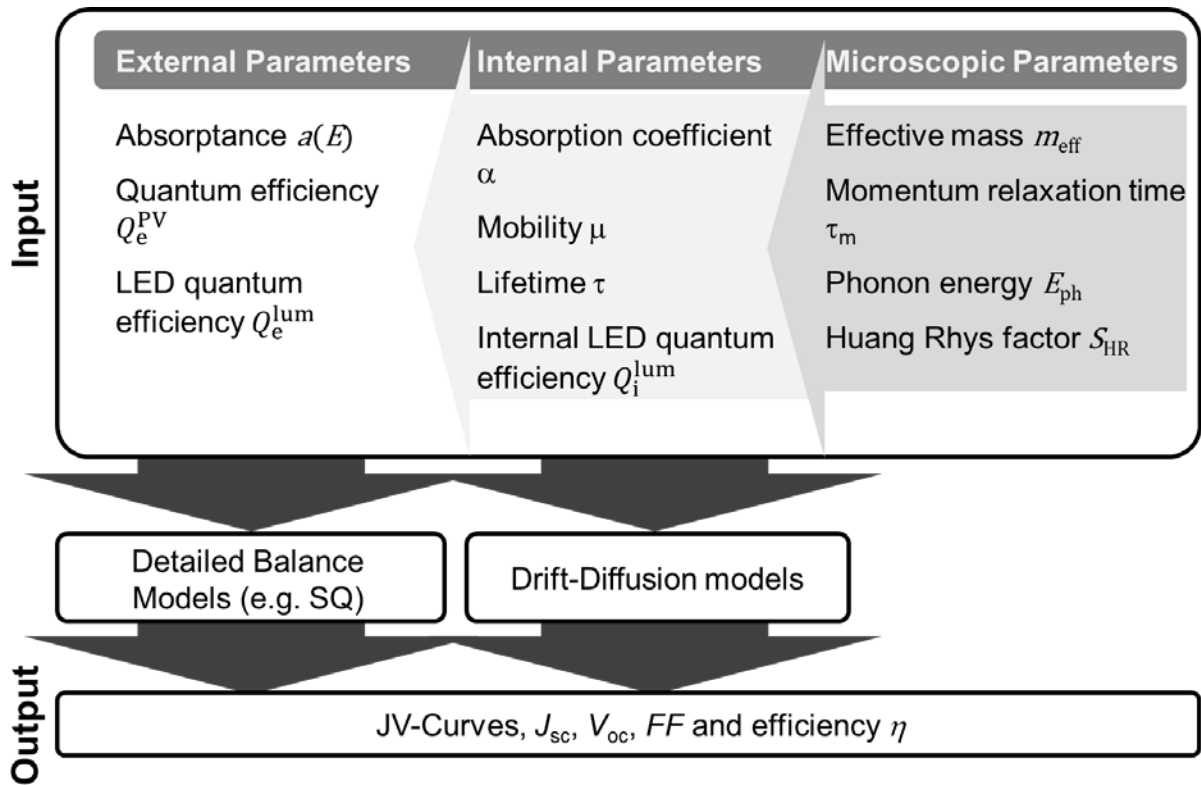 External Parameters
Internal Parameters
Microscopic Parameters
Input
Absorptance a(E)
Quantum efficiency
Q_e^PV
LED quantum
efficiency Q_e^lum
Absorption coefficient
α
Mobility μ
Lifetime τ
Internal LED quantum
efficiency Q_i^lum
Effective mass m_eff
Momentum relaxation time
τ_m
Phonon energy E_ph
Huang Rhys factor S_HR
Detailed Balance
Models (e.g. SQ)
Drift-Diffusion models
Output
JV-Curves, J_sc, V_oc, FF and efficiency η